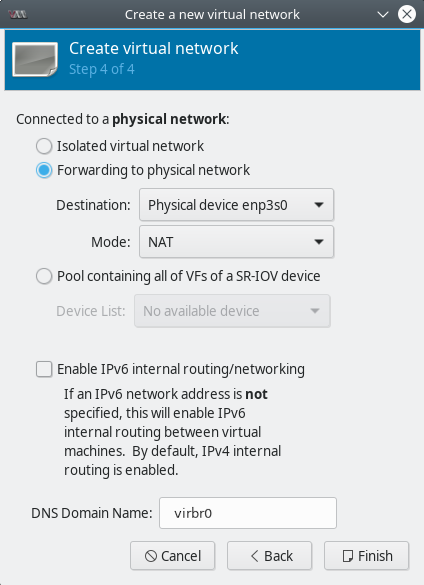 Create a new virtual network
Create virtual network
Step 4 of 4
Connected to a physical network:
Isolated virtual network
Forwarding to physical network
Destination: Physical device enp3s0
Mode: NAT
Pool containing all of VFs of a SR-IOV device
Device List: No available device
Enable IPv6 internal routing/networking
If an IPv6 network address is not
specified, this will enable IPv6
internal routing between virtual
machines. By default, IPv4 internal
routing is enabled.
DNS Domain Name: virbr0
Cancel Back Finish